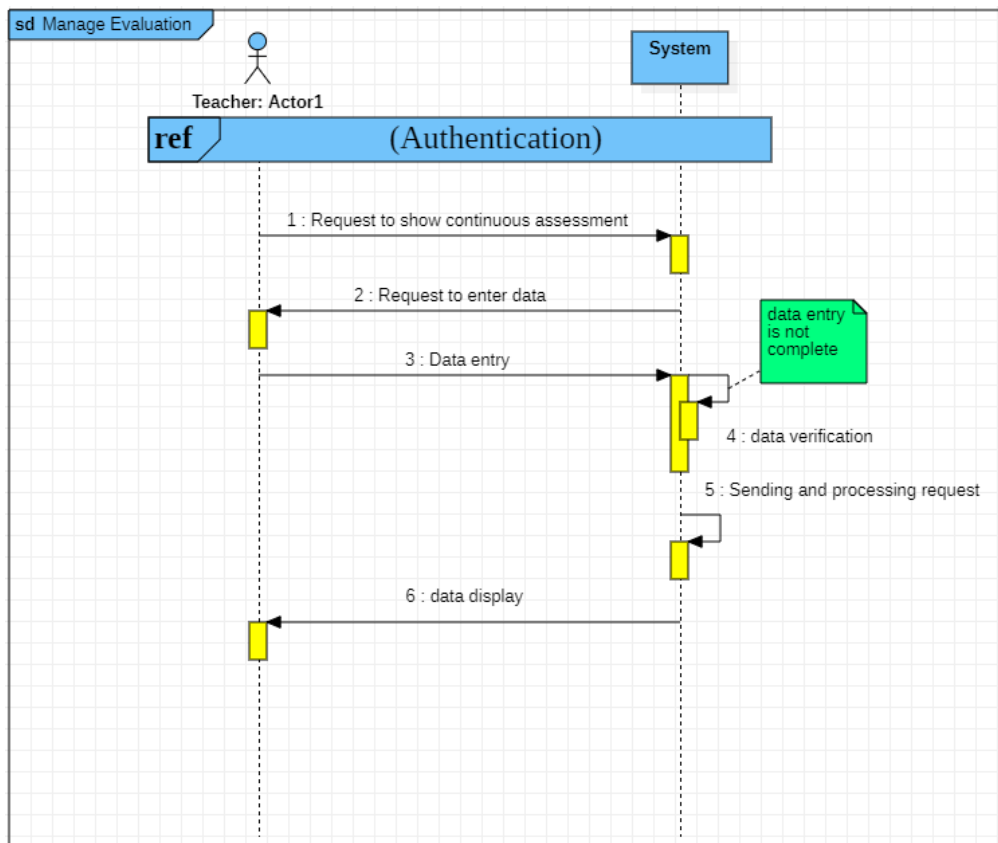 sd Manage Evaluation
System
Teacher: Actor1
ref (Authentication)
1 : Request to show continuous assessment
2 : Request to enter data
data entry
is not
complete
3 : Data entry
4 : data verification
5 : Sending and processing request
6 : data display